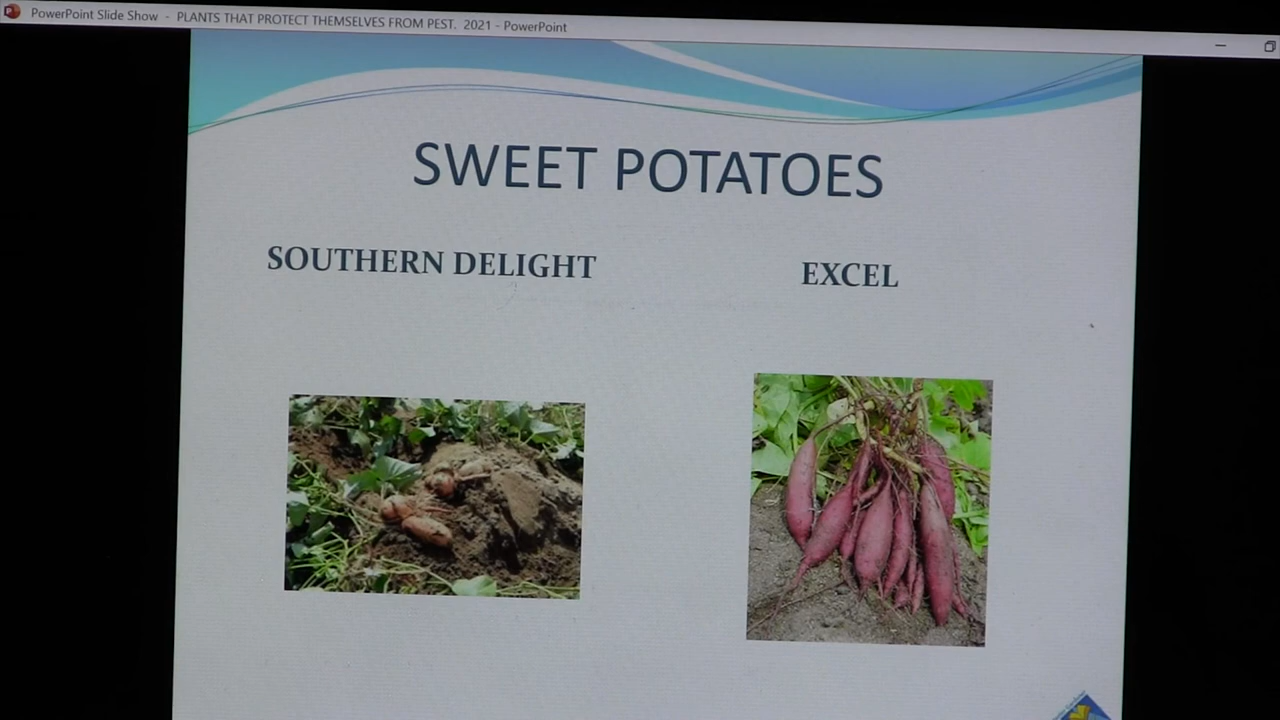 PowerPoint Slide Show - PLANTS THAT PROTECT THEMSELVES FROM PEST. 2021 - PowerPoint
SWEET POTATOES
SOUTHERN DELIGHT
EXCEL